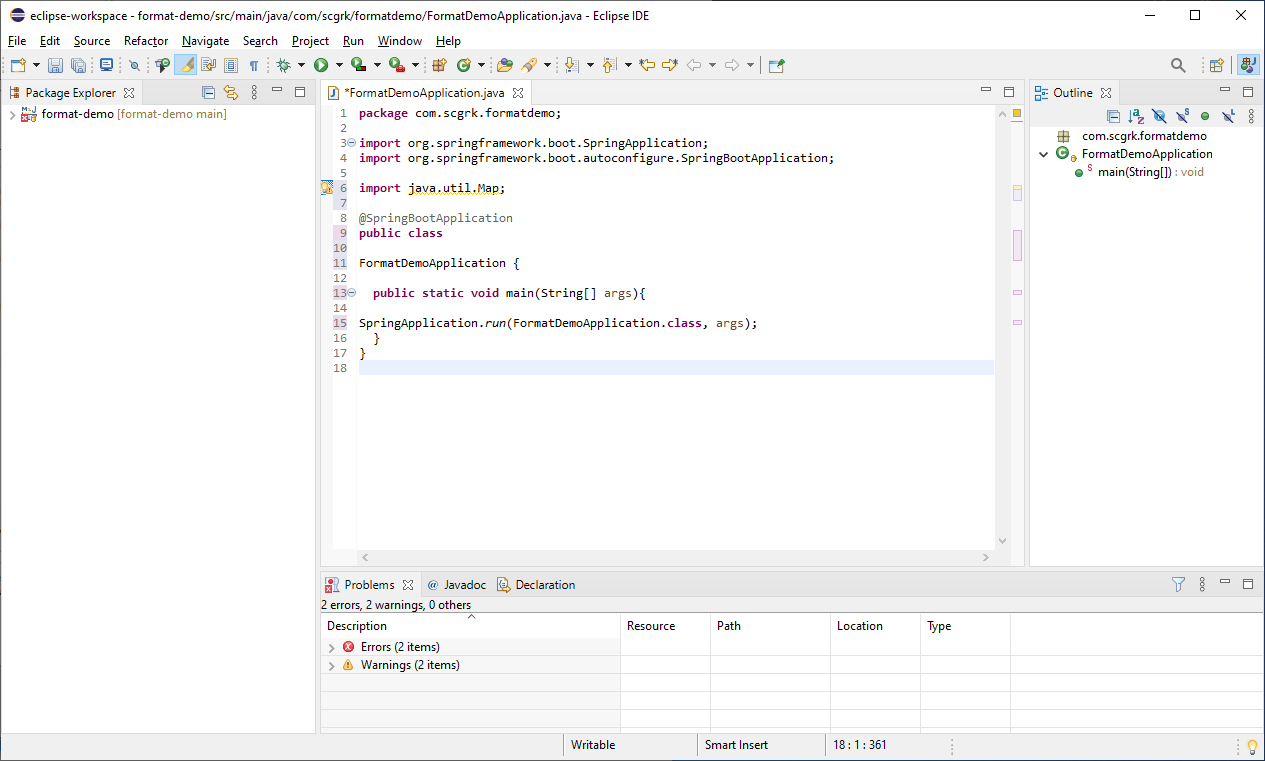 eclipse-workspace - format-demo/src/main/java/com/scgrk/formatdemo/FormatDemoApplication.java - Eclipse IDE
File Edit Source Refactor Navigate Search Project Run Window Help
Package Explorer
format-demo [format-demo main]
*FormatDemoApplication.java
1 package com.scgrk.formatdemo;
2
3 import org.springframework.boot.SpringApplication;
4 import org.springframework.boot.autoconfigure.SpringBootApplication;
5
6 import java.util.Map;
7
8 @SpringBootApplication
9 public class
10
11 FormatDemoApplication {
12
13 public static void main(String[] args){
14
15 SpringApplication.run(FormatDemoApplication.class, args);
16 }
17 }
18
Outline
com.scgrk.formatdemo
FormatDemoApplication
main(String[]) : void
Problems Javadoc Declaration
2 errors, 2 warnings, 0 others
Description Resource Path Location Type
Errors (2 items)
Warnings (2 items)
Writable Smart Insert 18 : 1 : 361